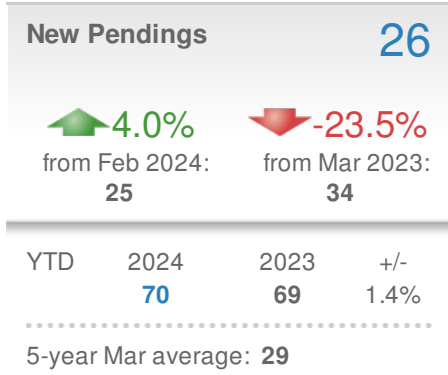 New Pendings 26
4.0% -23.5%
from Feb 2024: from Mar 2023:
25 34
YTD 2024 2023 +/-
70 69 1.4%
5-year Mar average: 29